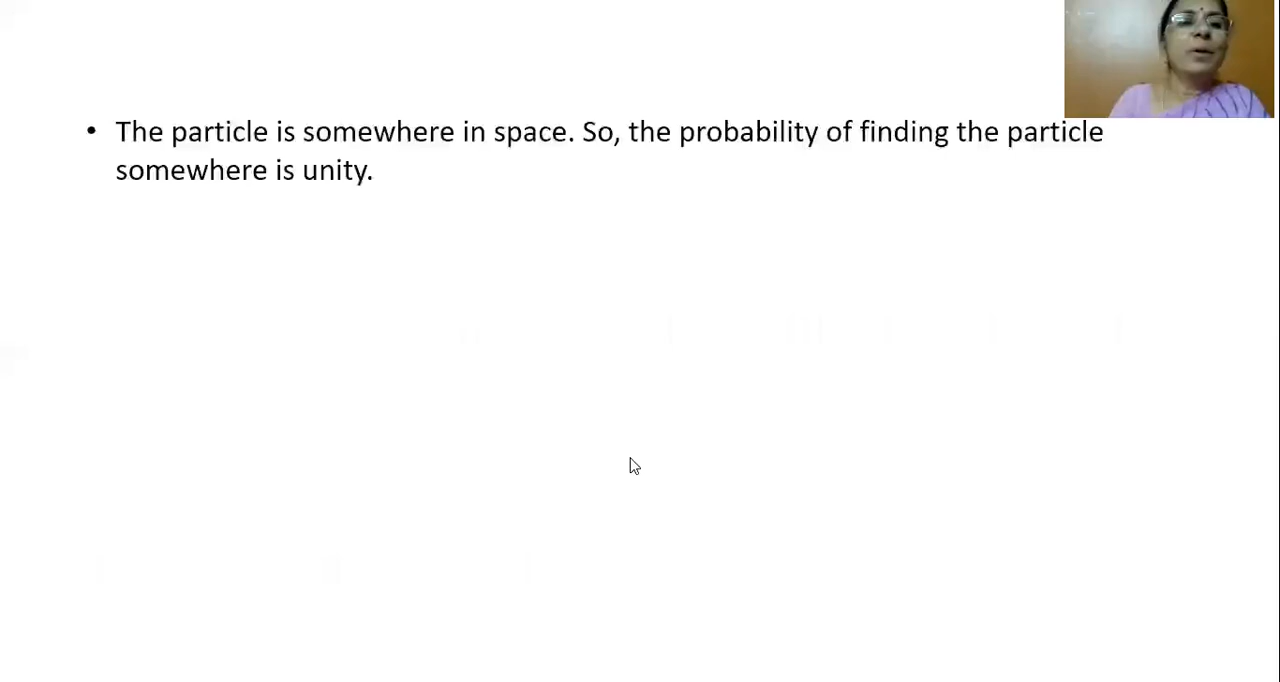 • The particle is somewhere in space. So, the probability of finding the particle
somewhere is unity.